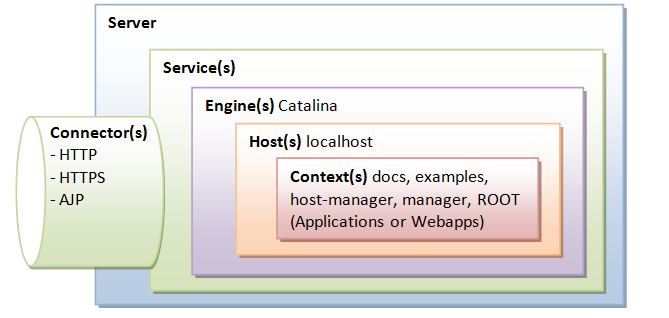 Server
Service(s)
Engine(s) Catalina
Connector(s)
- HTTP
- HTTPS
- AJP
Host(s) localhost
Context(s) docs, examples,
host-manager, manager, ROOT
(Applications or Webapps)